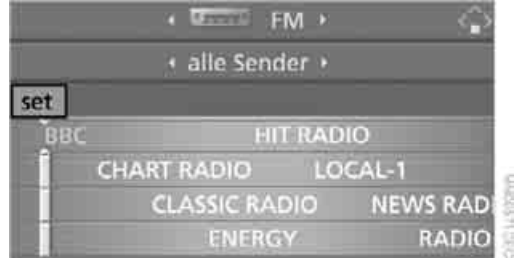 FM
alle Sender
set
BBC HIT RADIO
CHART RADIO LOCAL-1
CLASSIC RADIO NEWS RAD
ENERGY RADIO